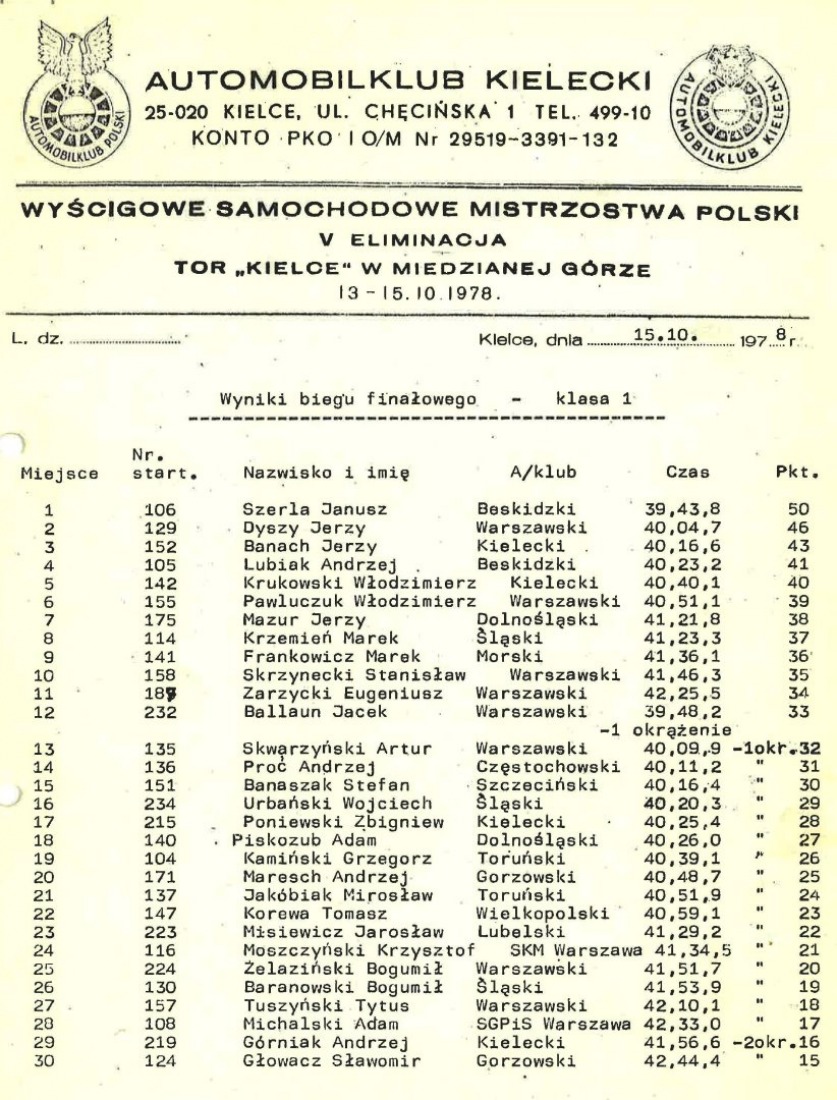 AUTOMOBILKLUB KIELECKI
25-020 KIELCE, UL. CHĘCIŃSKA 1 TEL. 499-10
KONTO PKO I O/M Nr 29519-3391-132
AUTOMOBILKLUB POLSKI
AUTOMOBILKLUB KIELECKI
WYŚCIGOWE SAMOCHODOWE MISTRZOSTWA POLSKI
V ELIMINACJA
TOR „KIELCE“ W MIEDZIANEJ GÓRZE
13-15.10.1978.
L. dz. ........................ Kielce, dnia ........15.10......... 197 8 r.
Wyniki biegu finałowego - klasa 1
Nr.
Miejsce start. Nazwisko i imię A/klub Czas Pkt.
1 106 Szerla Janusz Beskidzki 39,43,8 50
2 129 Dyszy Jerzy Warszawski 40,04,7 46
3 152 Banach Jerzy Kielecki 40,16,6 43
4 105 Lubiak Andrzej Beskidzki 40,23,2 41
5 142 Krukowski Włodzimierz Kielecki 40,40,1 40
6 155 Pawluczuk Włodzimierz Warszawski 40,51,1 39
7 175 Mazur Jerzy Dolnośląski 41,21,8 38
8 114 Krzemień Marek Śląski 41,23,3 37
9 141 Frankowicz Marek Morski 41,36,1 36
10 158 Skrzynecki Stanisław Warszawski 41,46,3 35
11 Zarzycki Eugeniusz Warszawski 42,25,5 34
12 232 Ballaun Jacek Warszawski 39,48,2 33
-1 okrążenie
13 135 Skwarzyński Artur Warszawski 40,09,9 -1okr.32
14 136 Proć Andrzej Częstochowski 40,11,2 " 31
15 151 Banaszak Stefan Szczeciński 40,16,4 " 30
16 234 Urbański Wojciech Śląski 40,20,3 " 29
17 215 Poniewski Zbigniew Kielecki 40,25,4 " 28
18 140 Piskozub Adam Dolnośląski 40,26,0 " 27
19 104 Kamiński Grzegorz Toruński 40,39,1 " 26
20 171 Maresch Andrzej Gorzowski 40,48,7 " 25
21 137 Jakóbiak Mirosław Toruński 40,51,9 " 24
22 147 Korewa Tomasz Wielkopolski 40,59,1 " 23
23 223 Misiewicz Jarosław Lubelski 41,29,2 " 22
24 116 Moszczyński Krzysztof SKM Warszawa 41,34,5 " 21
25 224 Żelaziński Bogumił Warszawski 41,51,7 " 20
26 130 Baranowski Bogumił Śląski 41,53,9 " 19
27 157 Tuszyński Tytus Warszawski 42,10,1 " 18
28 108 Michalski Adam SGPiS Warszawa 42,33,0 " 17
29 219 Górniak Andrzej Kielecki 41,56,6 -2okr.16
30 124 Głowacz Sławomir Gorzowski 42,44,4 " 15